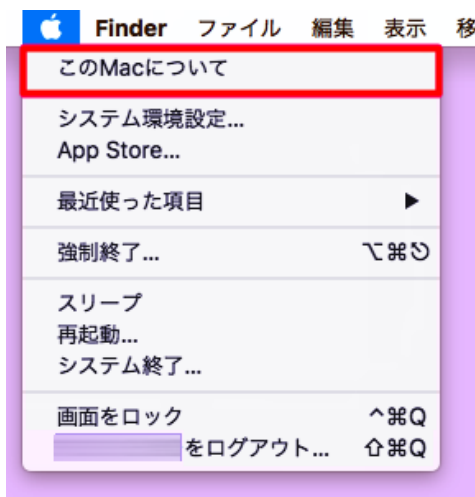 Finder ファイル 編集 表示
このMacについて
システム環境設定...
App Store...
最近使った項目 ▶
強制終了... ⌥⌘⎋
スリープ
再起動...
システム終了...
画面をロック ^⌘Q
をログアウト... ⇧⌘Q